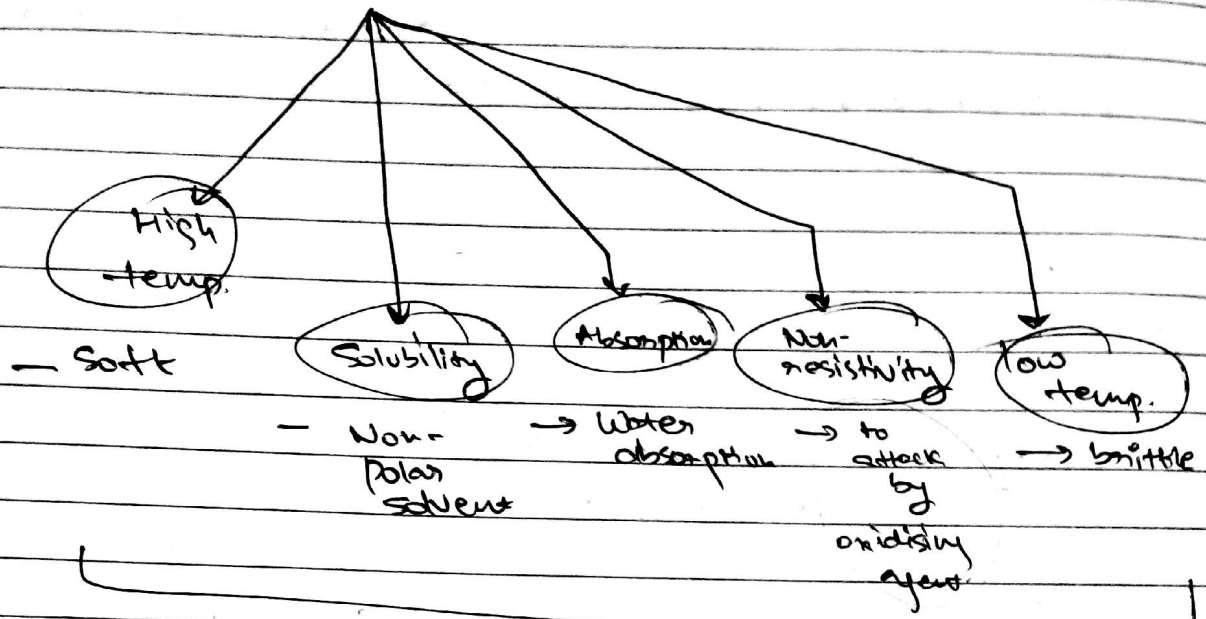 High
temp.
– Soft
Solubility
– Non-
polar
solvent
Absorption
→ Water
absorption
Non-
resistivity
→ to
attack
by
oxidising
agent.
low
temp.
→ brittle